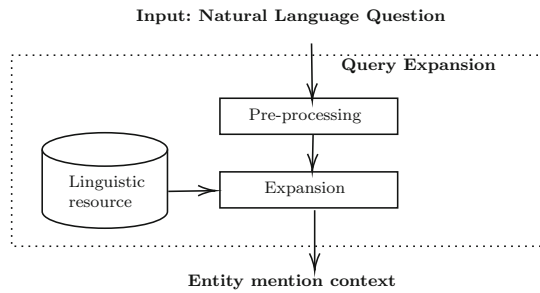 Input: Natural Language Question
Query Expansion
Pre-processing
Linguistic
resource
Expansion
Entity mention context